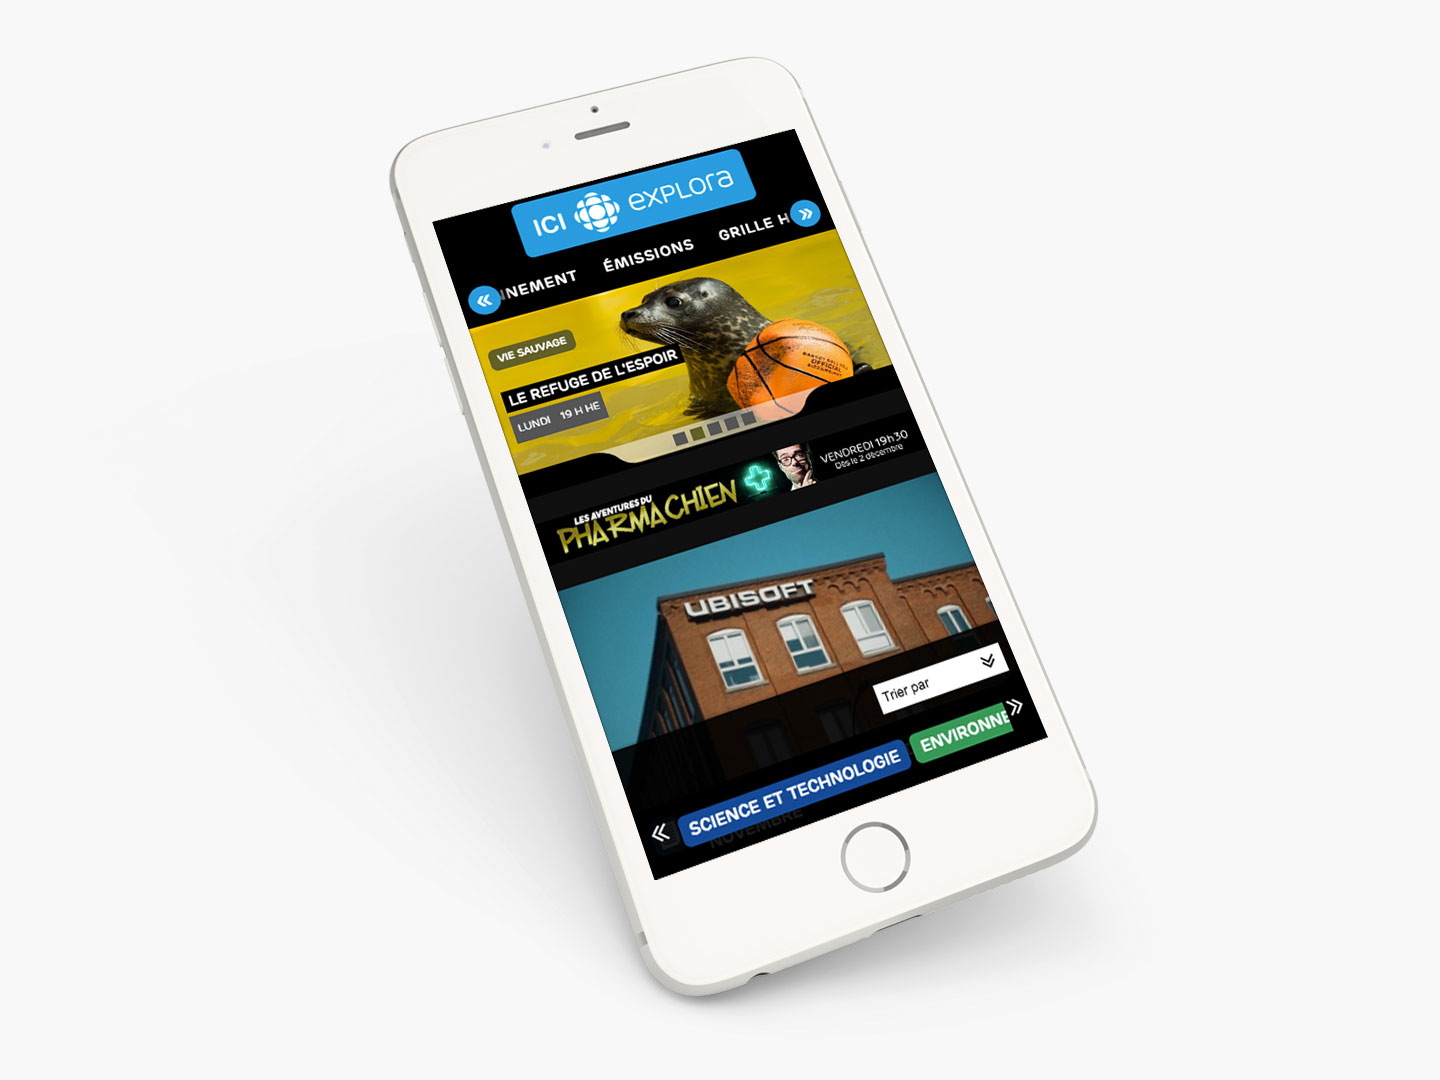 ICI eXPLOra
INEMENT ÉMISSIONS GRILLE H
VIE SAUVAGE
LE REFUGE DE L'ESPOIR
LUNDI 19 H HE
OFFICIAL
LES AVENTURES DU
PHARMACHIEN
VENDREDI 19h30
Dès le 2 décembre
UBISOFT
Trier par
SCIENCE ET TECHNOLOGIE
ENVIRONNE
NOVEMBRE